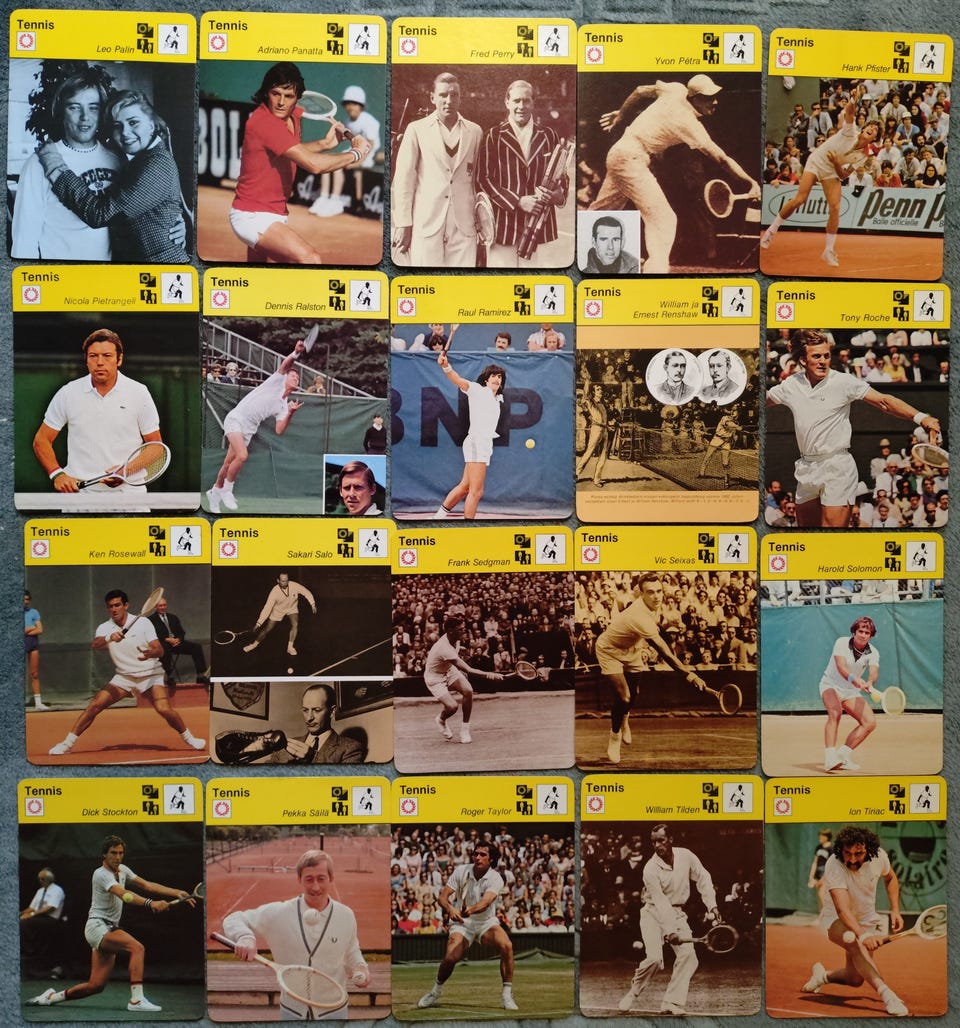 Tennis
Leo Palin
Tennis
Adriano Panatta
BOL
Tennis
Fred Perry
Tennis
Yvon Pétra
Tennis
Hank Pfister
Penn P
Balle officielle
Tennis
Nicola Pietrangeli
Tennis
Dennis Ralston
Tennis
Raul Ramirez
BNP
Tennis
William ja
Ernest Renshaw
Tennis
Tony Roche
Tennis
Ken Rosewall
Tennis
Sakari Salo
Tennis
Frank Sedgman
Tennis
Vic Seixas
Tennis
Harold Solomon
Tennis
Dick Stockton
Tennis
Pekka Säilä
Tennis
Roger Taylor
Tennis
William Tilden
Tennis
Ion Tiriac